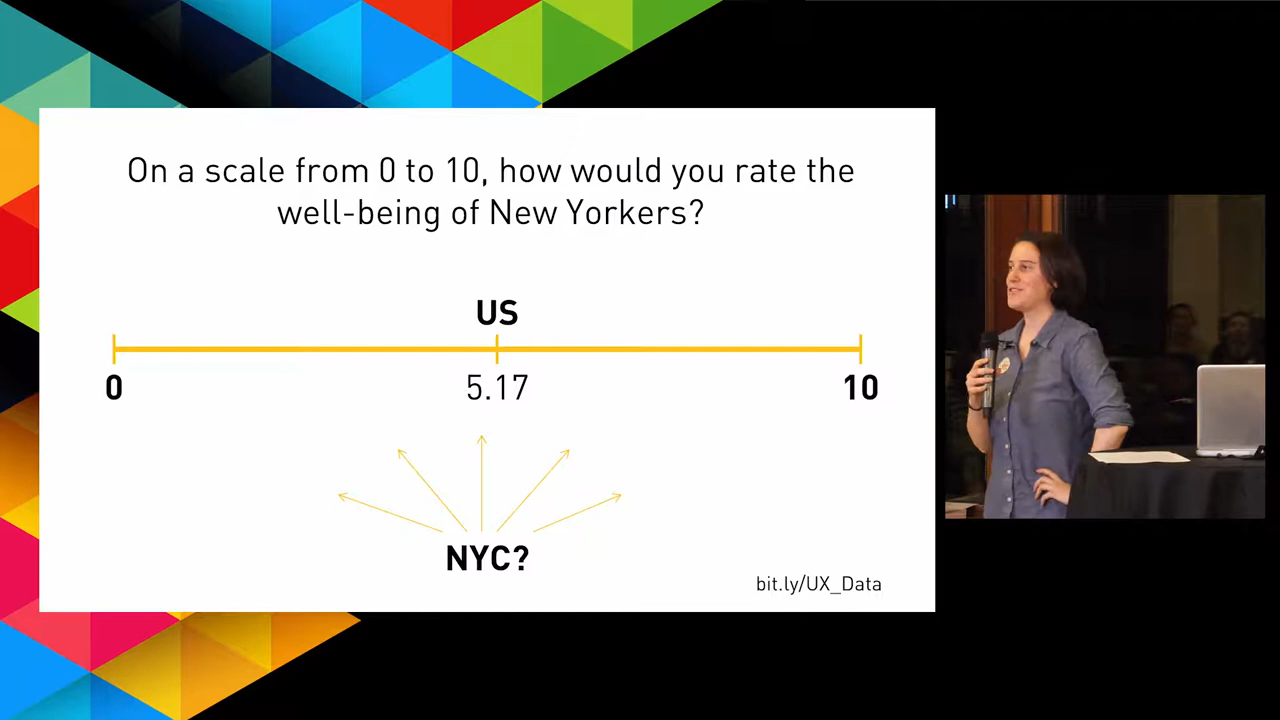 On a scale from 0 to 10, how would you rate the
well-being of New Yorkers?
US
0 5.17 10
NYC?
bit.ly/UX_Data